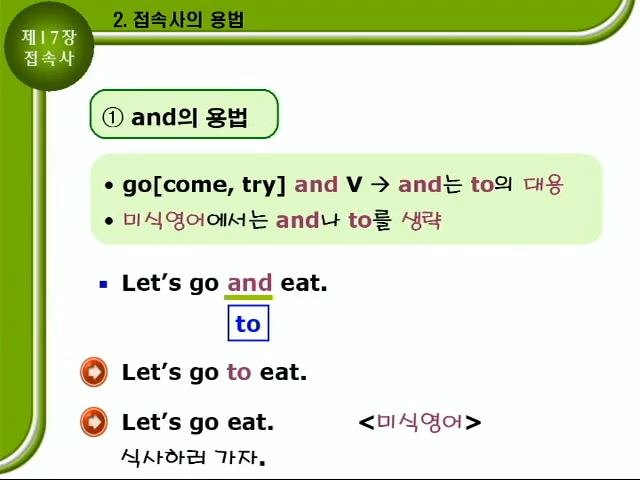 제17장
접속사
2. 접속사의 용법
① and의 용법
• go[come, try] and V → and는 to의 대용
• 미식영어에서는 and나 to를 생략
Let’s go and eat.
to
Let’s go to eat.
Let’s go eat. <미식영어>
식사하러 가자.